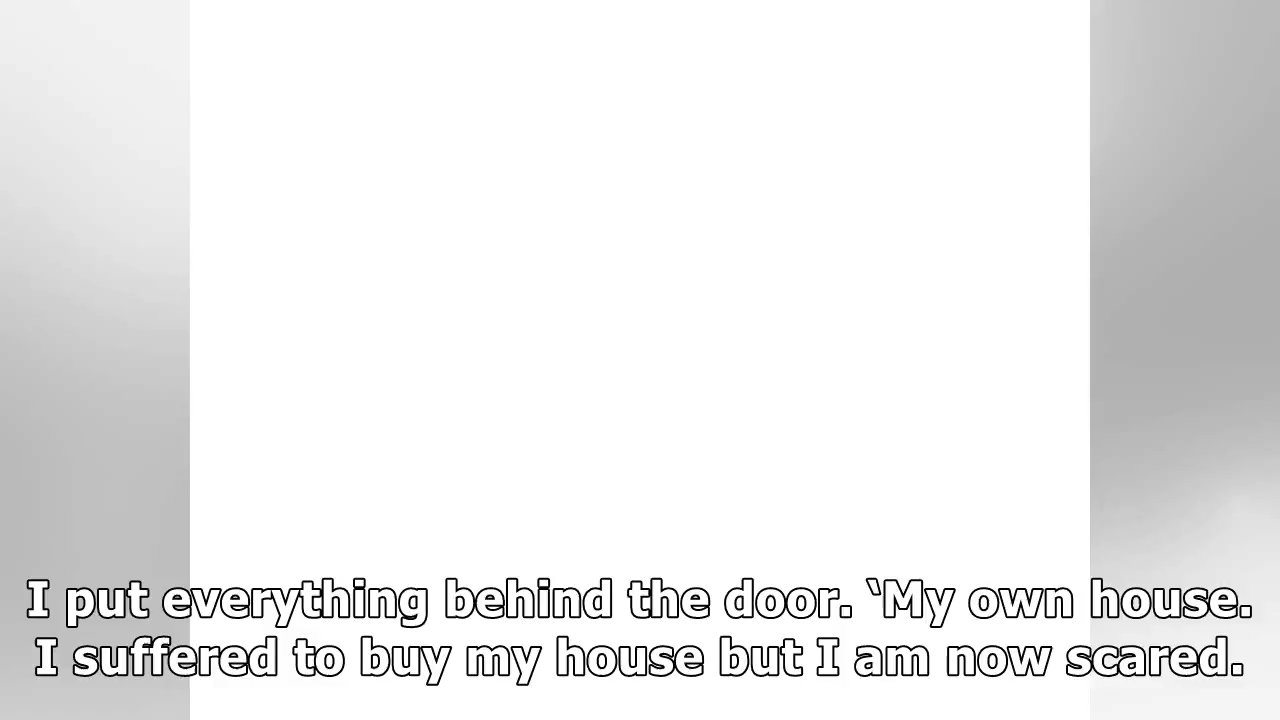 I put everything behind the door. ‘My own house.
I suffered to buy my house but I am now scared.